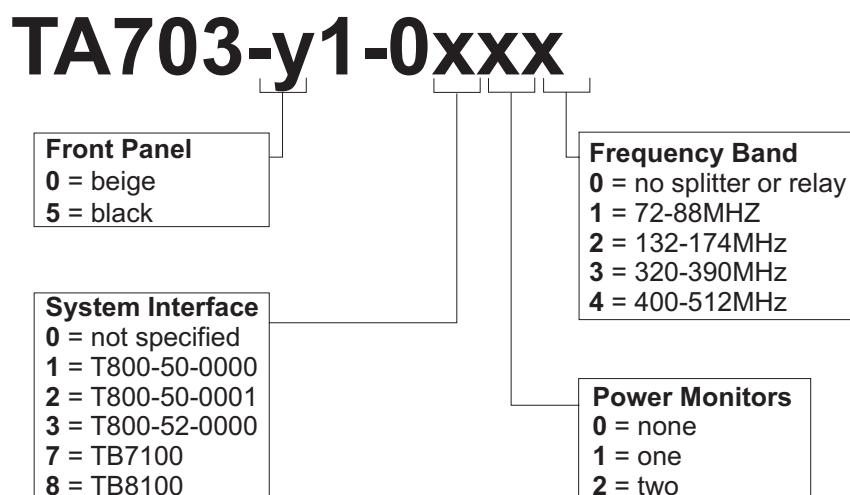 TA703-y1-0xxx
Front Panel
0 = beige
5 = black
System Interface
0 = not specified
1 = T800-50-0000
2 = T800-50-0001
3 = T800-52-0000
7 = TB7100
8 = TB8100
Frequency Band
0 = no splitter or relay
1 = 72-88MHZ
2 = 132-174MHz
3 = 320-390MHz
4 = 400-512MHz
Power Monitors
0 = none
1 = one
2 = two